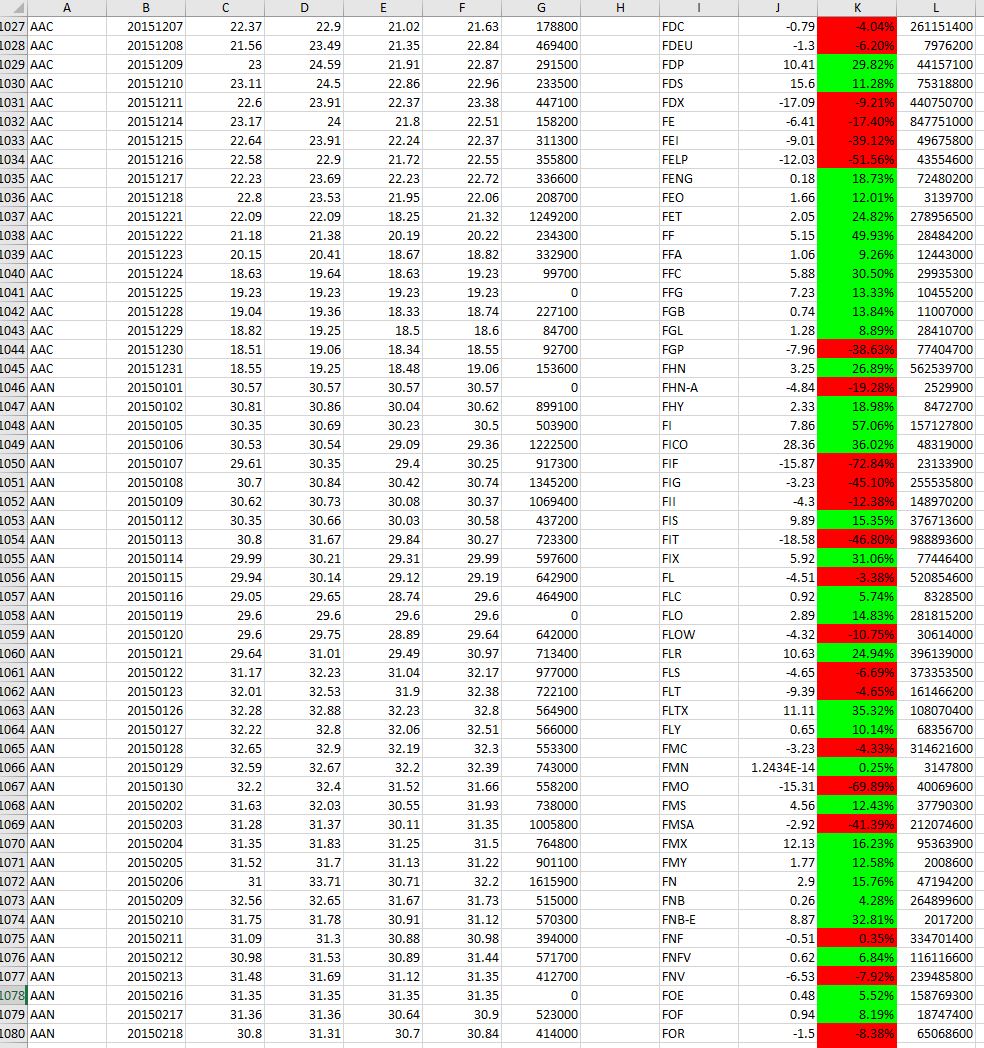 A B C D E F G H I J K L
1027 AAC 20151207 22.37 22.9 21.02 21.63 178800 FDC -0.79 -4.04% 261151400
1028 AAC 20151208 21.56 23.49 21.35 22.84 469400 FDEU -1.3 -6.20% 7976200
1029 AAC 20151209 23 24.59 21.91 22.87 291500 FDP 10.41 29.82% 44157100
1030 AAC 20151210 23.11 24.5 22.86 22.96 233500 FDS 15.6 11.28% 75318800
1031 AAC 20151211 22.6 23.91 22.37 23.38 447100 FDX -17.09 -9.21% 440750700
1032 AAC 20151214 23.17 24 21.8 22.51 158200 FE -6.41 -17.40% 847751000
1033 AAC 20151215 22.64 23.91 22.24 22.37 311300 FEI -9.01 -39.12% 49675800
1034 AAC 20151216 22.58 22.9 21.72 22.55 355800 FELP -12.03 -51.56% 43554600
1035 AAC 20151217 22.23 23.69 22.23 22.72 336600 FENG 0.18 18.73% 72480200
1036 AAC 20151218 22.8 23.53 21.95 22.06 208700 FEO 1.66 12.01% 3139700
1037 AAC 20151221 22.09 22.09 18.25 21.32 1249200 FET 2.05 24.82% 278956500
1038 AAC 20151222 21.18 21.38 20.19 20.22 234300 FF 5.15 49.93% 28484200
1039 AAC 20151223 20.15 20.41 18.67 18.82 332900 FFA 1.06 9.26% 12443000
1040 AAC 20151224 18.63 19.64 18.63 19.23 99700 FFC 5.88 30.50% 29935300
1041 AAC 20151225 19.23 19.23 19.23 19.23 0 FFG 7.23 13.33% 10455200
1042 AAC 20151228 19.04 19.36 18.33 18.74 227100 FGB 0.74 13.84% 11007000
1043 AAC 20151229 18.82 19.25 18.5 18.6 84700 FGL 1.28 8.89% 28410700
1044 AAC 20151230 18.51 19.06 18.34 18.55 92700 FGP -7.96 -38.63% 77404700
1045 AAC 20151231 18.55 19.25 18.48 19.06 153600 FHN 3.25 26.89% 562539700
1046 AAN 20150101 30.57 30.57 30.57 30.57 0 FHN-A -4.84 -19.28% 2529900
1047 AAN 20150102 30.81 30.86 30.04 30.62 899100 FHY 2.33 18.98% 8472700
1048 AAN 20150105 30.35 30.69 30.23 30.5 503900 FI 7.86 57.06% 157127800
1049 AAN 20150106 30.53 30.54 29.09 29.36 1222500 FICO 28.36 36.02% 48319000
1050 AAN 20150107 29.61 30.35 29.4 30.25 917300 FIF -15.87 -72.84% 23133900
1051 AAN 20150108 30.7 30.84 30.42 30.74 1345200 FIG -3.23 -45.10% 255535800
1052 AAN 20150109 30.62 30.73 30.08 30.37 1069400 FII -4.3 -12.38% 148970200
1053 AAN 20150112 30.35 30.66 30.03 30.58 437200 FIS 9.89 15.35% 376713600
1054 AAN 20150113 30.8 31.67 29.84 30.27 723300 FIT -18.58 -46.80% 988893600
1055 AAN 20150114 29.99 30.21 29.31 29.99 597600 FIX 5.92 31.06% 77446400
1056 AAN 20150115 29.94 30.14 29.12 29.19 642900 FL -4.51 -3.38% 520854600
1057 AAN 20150116 29.05 29.65 28.74 29.6 464900 FLC 0.92 5.74% 8328500
1058 AAN 20150119 29.6 29.6 29.6 29.6 0 FLO 2.89 14.83% 281815200
1059 AAN 20150120 29.6 29.75 28.89 29.64 642000 FLOW -4.32 -10.75% 30614000
1060 AAN 20150121 29.64 31.01 29.49 30.97 713400 FLR 10.63 24.94% 396139000
1061 AAN 20150122 31.17 32.23 31.04 32.17 977000 FLS -4.65 -6.69% 373353500
1062 AAN 20150123 32.01 32.53 31.9 32.38 722100 FLT -9.39 -4.65% 161466200
1063 AAN 20150126 32.28 32.88 32.23 32.8 564900 FLTX 11.11 35.32% 108070400
1064 AAN 20150127 32.22 32.8 32.06 32.51 566000 FLY 0.65 10.14% 68356700
1065 AAN 20150128 32.65 32.9 32.19 32.3 553300 FMC -3.23 -4.33% 314621600
1066 AAN 20150129 32.59 32.67 32.2 32.39 743000 FMN 1.2434E-14 0.25% 3147800
1067 AAN 20150130 32.2 32.4 31.52 31.66 558200 FMO -15.31 -69.89% 40069600
1068 AAN 20150202 31.63 32.03 30.55 31.93 738000 FMS 4.56 12.43% 37790300
1069 AAN 20150203 31.28 31.37 30.11 31.35 1005800 FMSA -2.92 -41.39% 212074600
1070 AAN 20150204 31.35 31.83 31.25 31.5 764800 FMX 12.13 16.23% 95363900
1071 AAN 20150205 31.52 31.7 31.13 31.22 901100 FMY 1.77 12.58% 2008600
1072 AAN 20150206 31 33.71 30.71 32.2 1615900 FN 2.9 15.76% 47194200
1073 AAN 20150209 32.56 32.65 31.67 31.73 515000 FNB 0.26 4.28% 264899600
1074 AAN 20150210 31.75 31.78 30.91 31.12 570300 FNB-E 8.87 32.81% 2017200
1075 AAN 20150211 31.09 31.3 30.88 30.98 394000 FNF -0.51 0.35% 334701400
1076 AAN 20150212 30.98 31.53 30.89 31.44 571700 FNFV 0.62 6.84% 116116600
1077 AAN 20150213 31.48 31.69 31.12 31.35 412700 FNV -6.53 -7.92% 239485800
1078 AAN 20150216 31.35 31.35 31.35 31.35 0 FOE 0.48 5.52% 158769300
1079 AAN 20150217 31.36 31.36 30.64 30.9 523000 FOF 0.94 8.19% 18747400
1080 AAN 20150218 30.8 31.31 30.7 30.84 414000 FOR -1.5 -8.38% 65068600